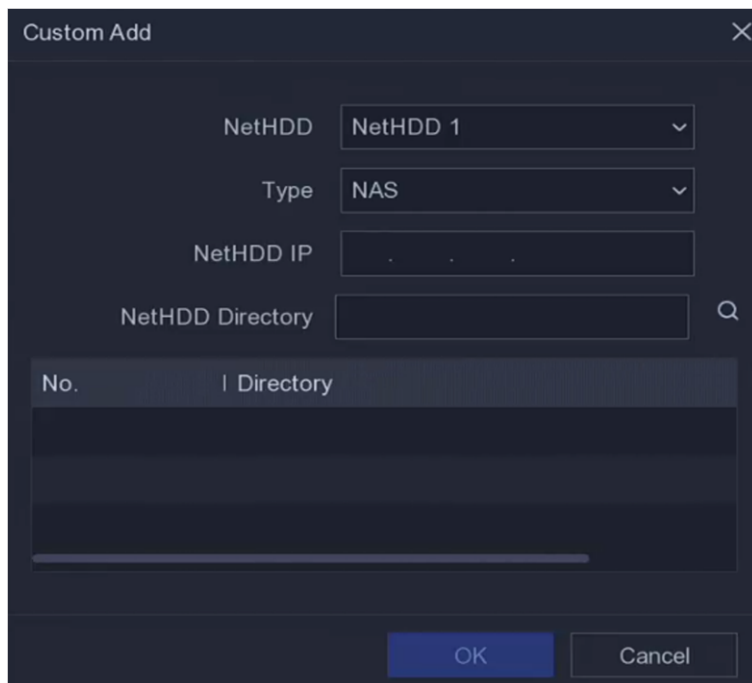 Custom Add
NetHDD NetHDD 1
Type NAS
NetHDD IP . . .
NetHDD Directory
No. Directory
OK Cancel